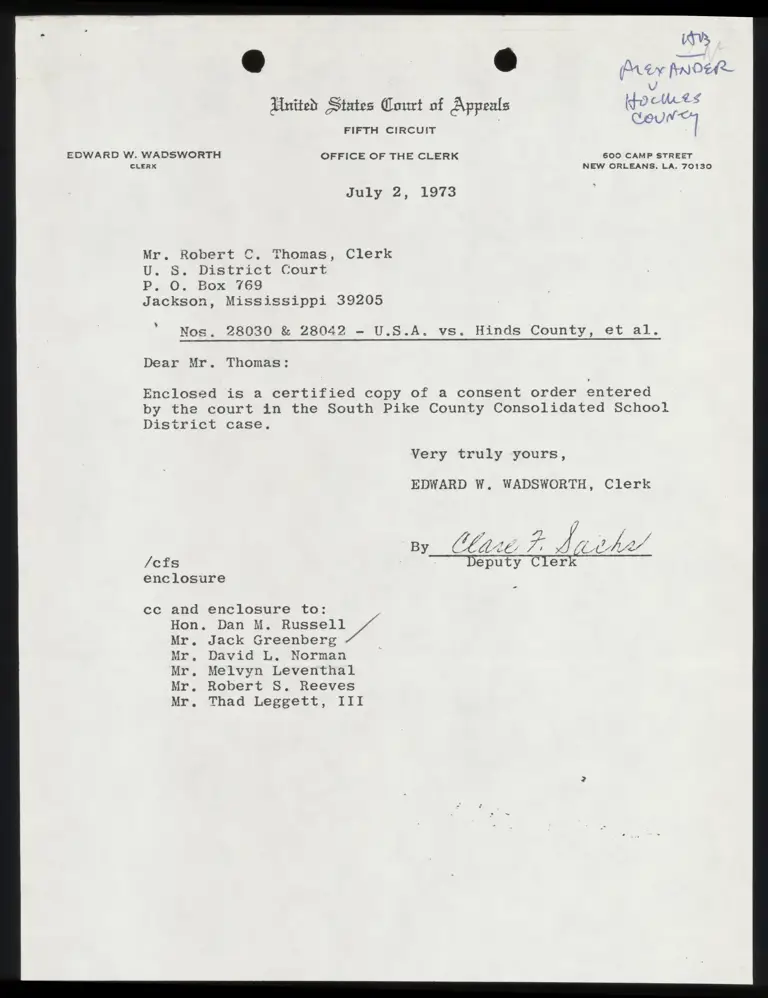 ALEXANDER
V
HOLMES
COUNTY
United States Court of Appeals
FIFTH CIRCUIT
EDWARD W. WADSWORTH
CLERK
OFFICE OF THE CLERK
600 CAMP STREET
NEW ORLEANS, LA. 70130
July 2, 1973
Mr. Robert C. Thomas, Clerk
U. S. District Court
P. O. Box 769
Jackson, Mississippi 39205
Nos. 28030 & 28042 - U.S.A. vs. Hinds County, et al.
Dear Mr. Thomas:
Enclosed is a certified copy of a consent order entered
by the court in the South Pike County Consolidated School
District case.
Very truly yours,
EDWARD W. WADSWORTH, Clerk
By Clare F. Sachs
Deputy Clerk
/cfs
enclosure
cc and enclosure to:
Hon. Dan M. Russell
Mr. Jack Greenberg
Mr. David L. Norman
Mr. Melvyn Leventhal
Mr. Robert S. Reeves
Mr. Thad Leggett, III